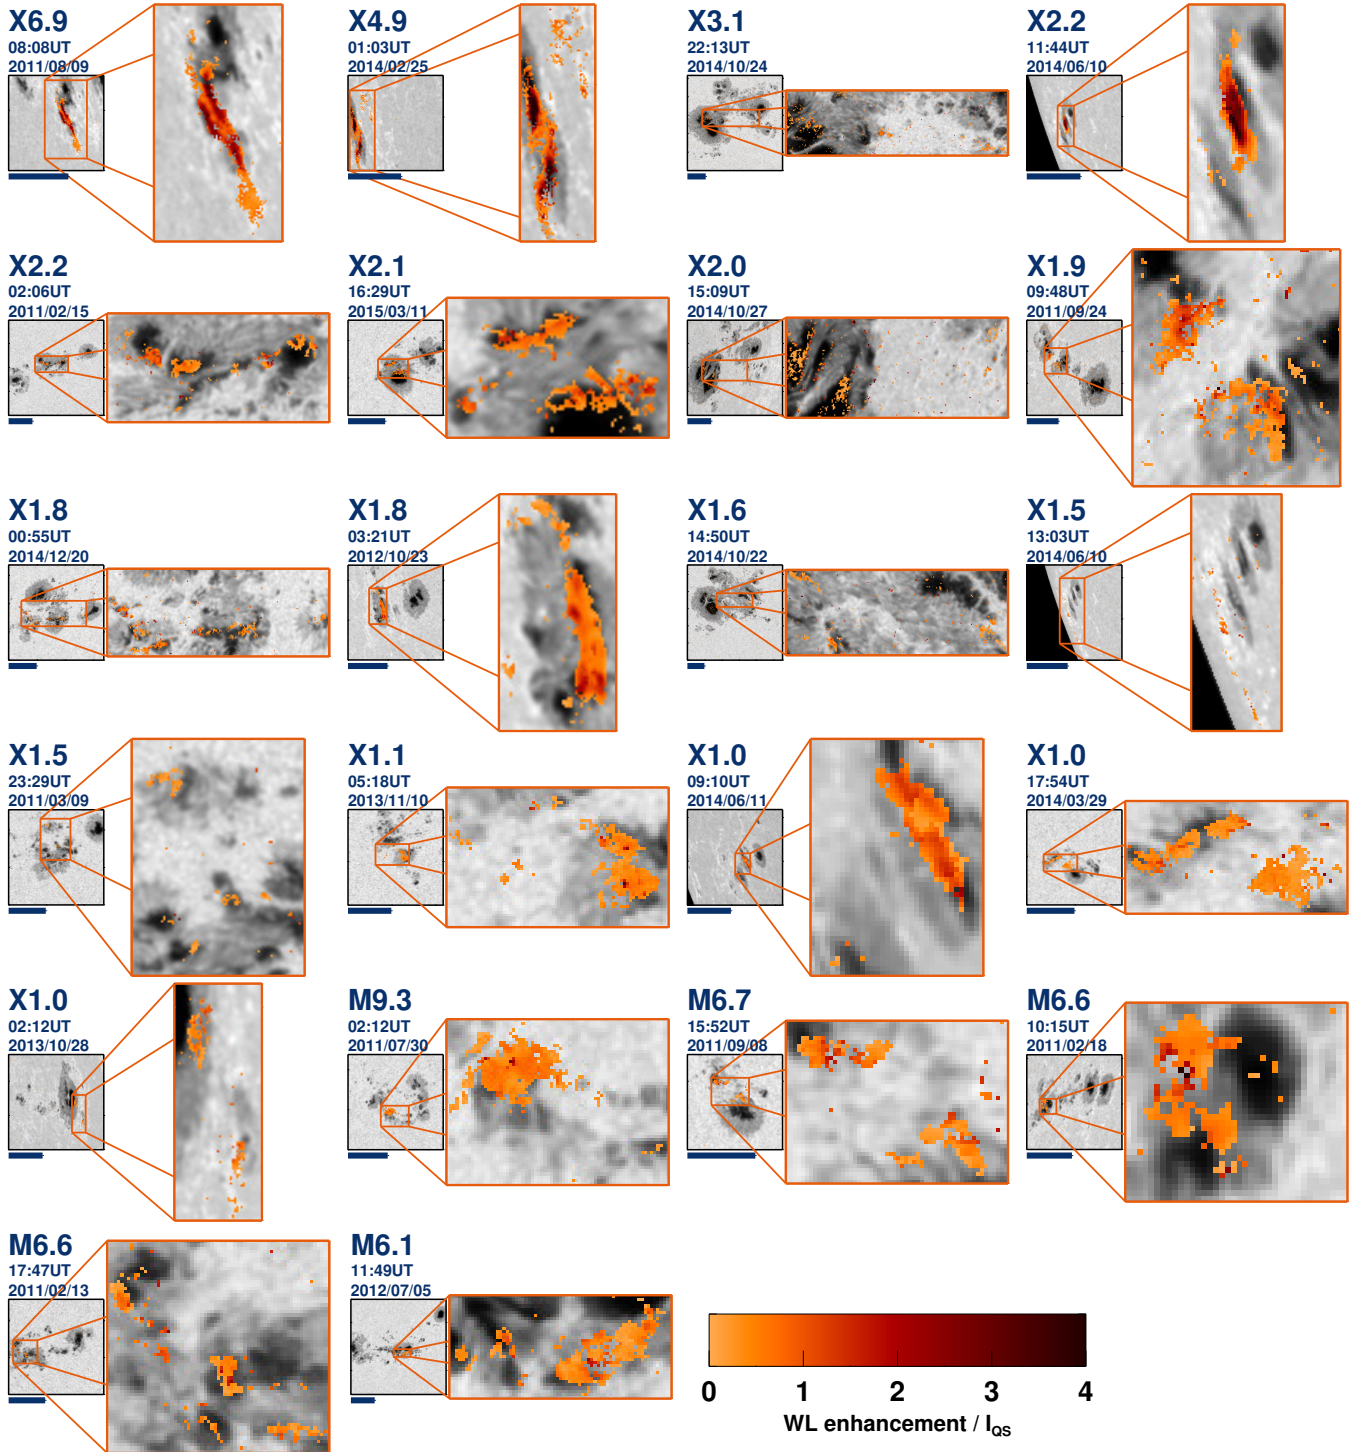 X6.9
08:08UT
2011/08/09
X4.9
01:03UT
2014/02/25
X3.1
22:13UT
2014/10/24
X2.2
11:44UT
2014/06/10
X2.2
02:06UT
2011/02/15
X2.1
16:29UT
2015/03/11
X2.0
15:09UT
2014/10/27
X1.9
09:48UT
2011/09/24
X1.8
00:55UT
2014/12/20
X1.8
03:21UT
2012/10/23
X1.6
14:50UT
2014/10/22
X1.5
13:03UT
2014/06/10
X1.5
23:29UT
2011/03/09
X1.1
05:18UT
2013/11/10
X1.0
09:10UT
2014/06/11
X1.0
17:54UT
2014/03/29
X1.0
02:12UT
2013/10/28
M9.3
02:12UT
2011/07/30
M6.7
15:52UT
2011/09/08
M6.6
10:15UT
2011/02/18
M6.6
17:47UT
2011/02/13
M6.1
11:49UT
2012/07/05
0 1 2 3 4
WL enhancement / I_QS